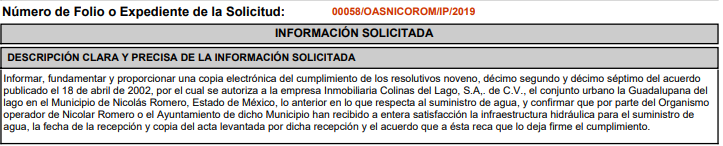 Número de Folio o Expediente de la Solicitud: 00058/OASNICOROM/IP/2019
INFORMACIÓN SOLICITADA
DESCRIPCIÓN CLARA Y PRECISA DE LA INFORMACIÓN SOLICITADA
Informar, fundamentar y proporcionar una copia electrónica del cumplimiento de los resolutivos noveno, décimo segundo y décimo séptimo del acuerdo
publicado el 18 de abril de 2002, por el cual se autoriza a la empresa Inmobiliaria Colinas del Lago, S.A,. de C.V., el conjunto urbano la Guadalupana del
lago en el Municipio de Nicolás Romero, Estado de México, lo anterior en lo que respecta al suministro de agua, y confirmar que por parte del Organismo
operador de Nicolar Romero o el Ayuntamiento de dicho Municipio han recibido a entera satisfacción la infraestructura hidráulica para el suministro de
agua, la fecha de la recepción y copia del acta levantada por dicha recepción y el acuerdo que a ésta reca que lo deja firme el cumplimiento.